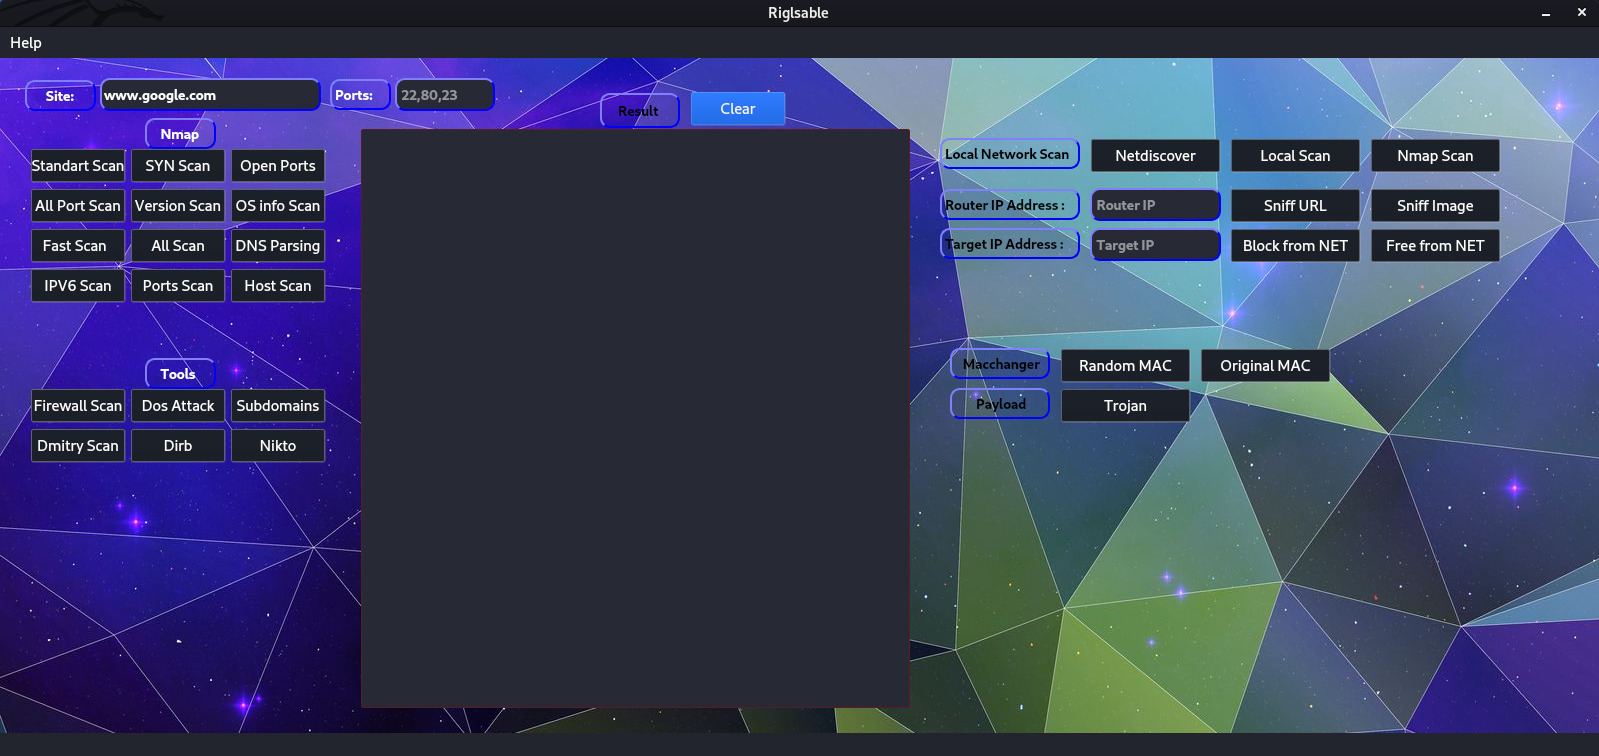 Riglsable
Help
Site: www.google.com Ports: 22,80,23
Result Clear
Nmap
Standart Scan SYN Scan Open Ports
All Port Scan Version Scan OS info Scan
Fast Scan All Scan DNS Parsing
IPV6 Scan Ports Scan Host Scan
Tools
Firewall Scan Dos Attack Subdomains
Dmitry Scan Dirb Nikto
Local Network Scan Netdiscover Local Scan Nmap Scan
Router IP Address : Router IP Sniff URL Sniff Image
Target IP Address : Target IP Block from NET Free from NET
Macchanger Random MAC Original MAC
Payload Trojan